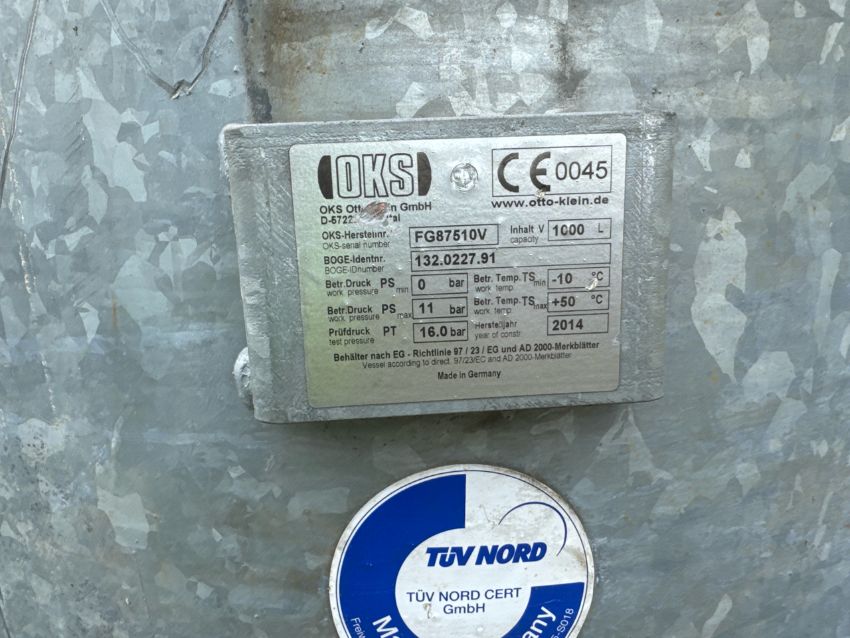 OKS
CE 0045
OKS Ott in GmbH
D-5722 tal
www.otto-klein.de
OKS-Herstellnr. FG87510V Inhalt V 1000 L
OKS-serial number capacity
BOGE-Identnr. 132.0227.91
BOGE-IDnumber
Betr.Druck PS min 0 bar Betr. Temp. TS min -10 °C
work pressure work temp.
Betr.Druck PS max 11 bar Betr. Temp. TS max +50 °C
work. pressure work. temp.
Prüfdruck PT 16.0 bar Herstelljahr 2014
test pressure year of constr.
Behälter nach EG - Richtlinie 97 / 23 / EG und AD 2000-Merkblätter
Vessel according to direct. 97/23/EC and AD 2000-Merkblätter
Made in Germany
TÜV NORD
TÜV NORD CERT
GmbH